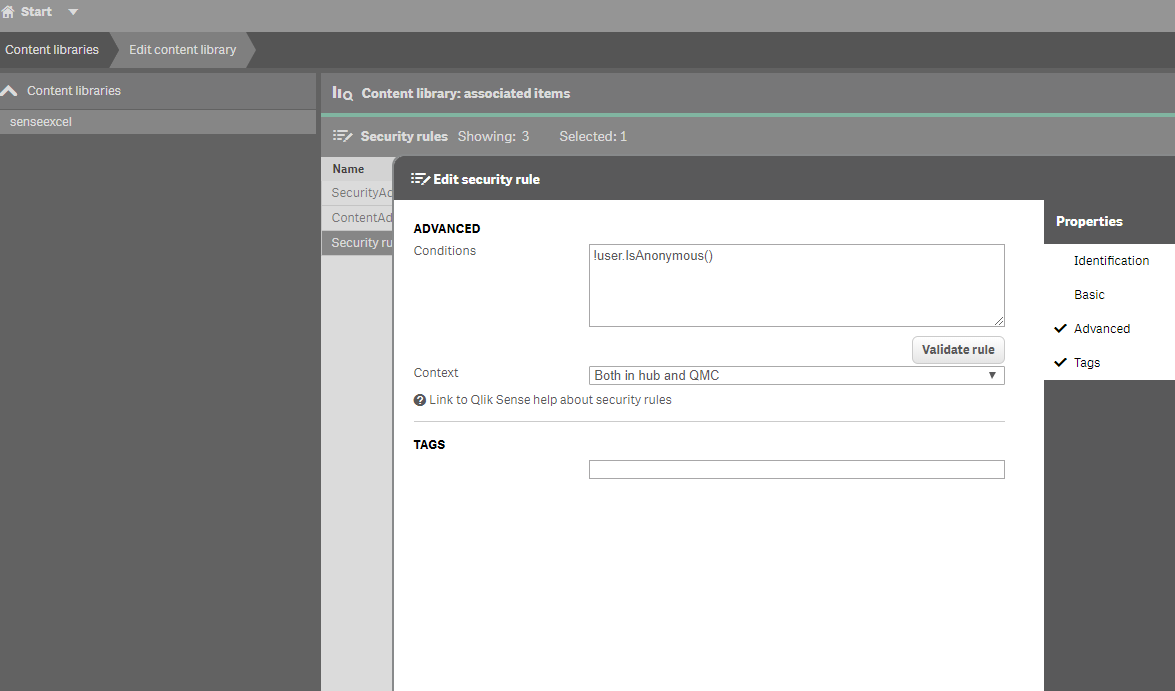 Start
Content libraries Edit content library
Content libraries
senseexcel
Content library: associated items
Security rules Showing: 3 Selected: 1
Name
SecurityAd
ContentAd
Security ru
Edit security rule
ADVANCED
Conditions
!user.IsAnonymous()
Validate rule
Context
Both in hub and QMC
Link to Qlik Sense help about security rules
TAGS
Properties
Identification
Basic
Advanced
Tags